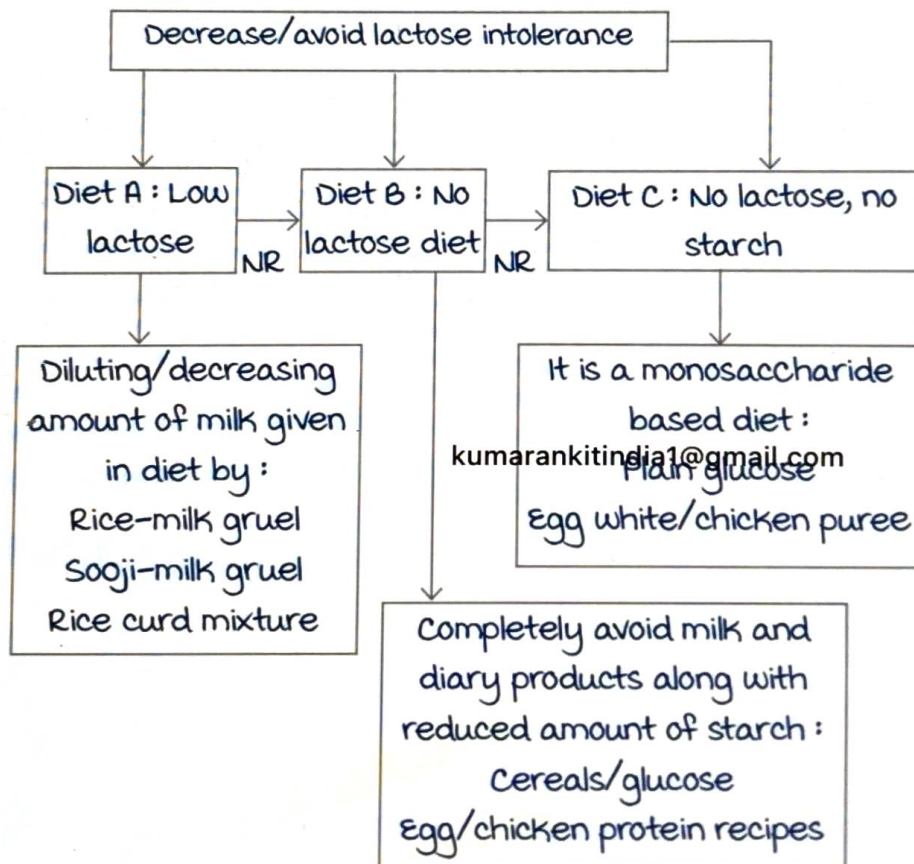 Decrease/avoid lactose intolerance
Diet A : Low
lactose
NR
Diet B : No
lactose diet
NR
Diet C : No lactose, no
starch
Diluting/decreasing
amount of milk given
in diet by :
Rice-milk gruel
Sooji-milk gruel
Rice curd mixture
It is a monosaccharide
based diet :
kumarankitindia1@gmail.com
Plain glucose
Egg white/chicken puree
Completely avoid milk and
diary products along with
reduced amount of starch :
Cereals/glucose
Egg/chicken protein recipes